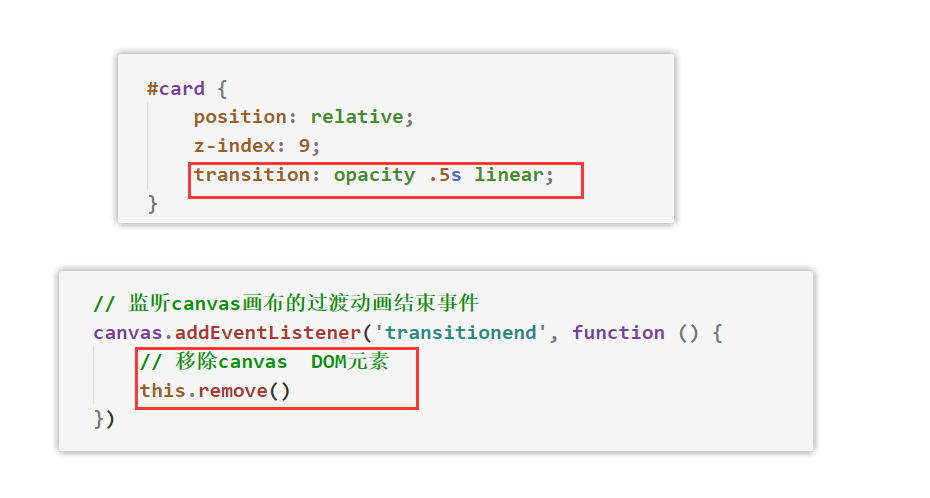 #card {
position: relative;
z-index: 9;
transition: opacity .5s linear;
}
// 监听canvas画布的过渡动画结束事件
canvas.addEventListener('transitionend', function () {
// 移除canvas  DOM元素
this.remove()
})